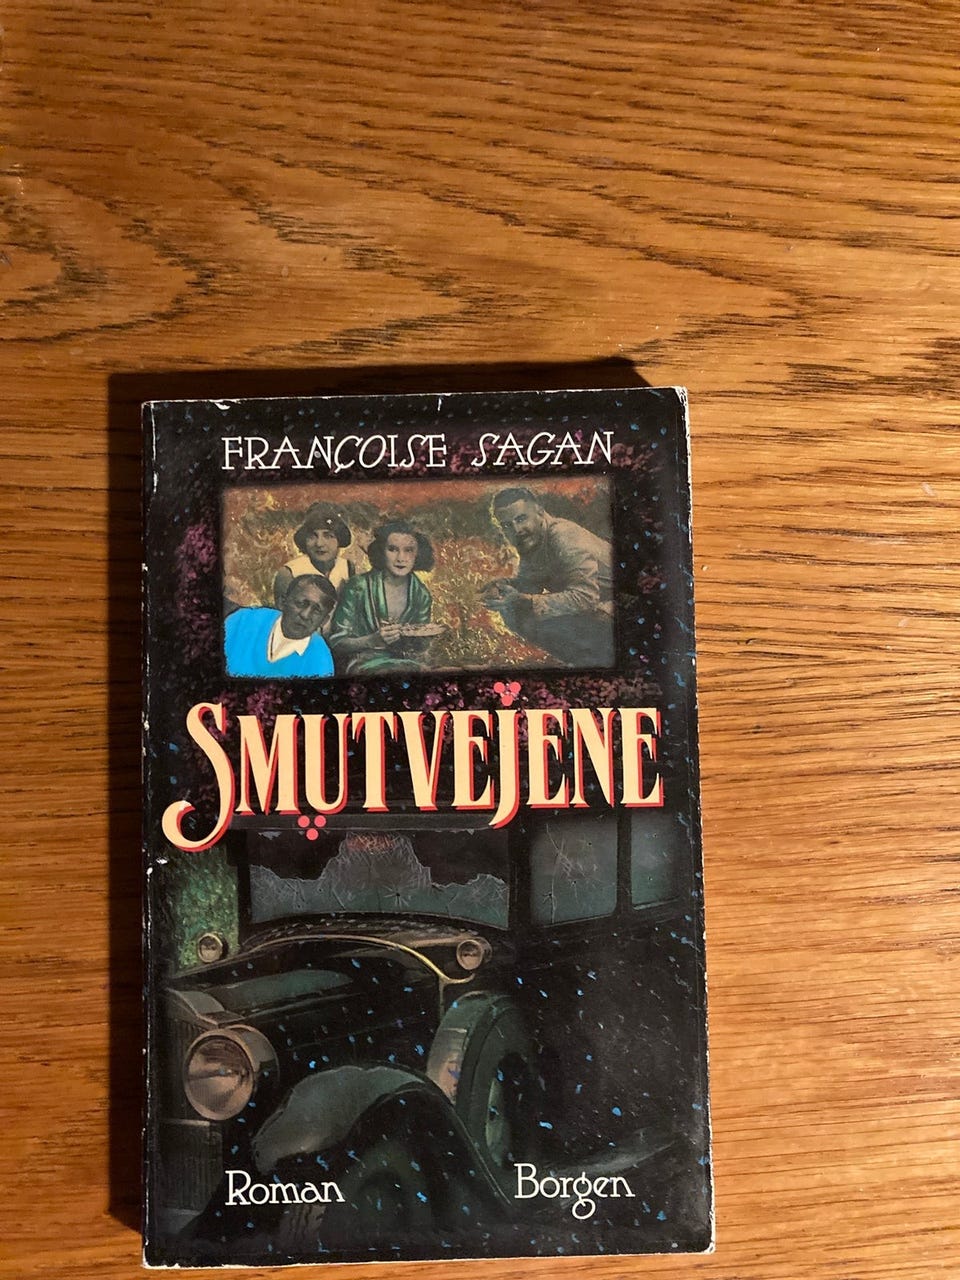 FRANÇOISE SAGAN
SMUTVEJENE
Roman
Borgen